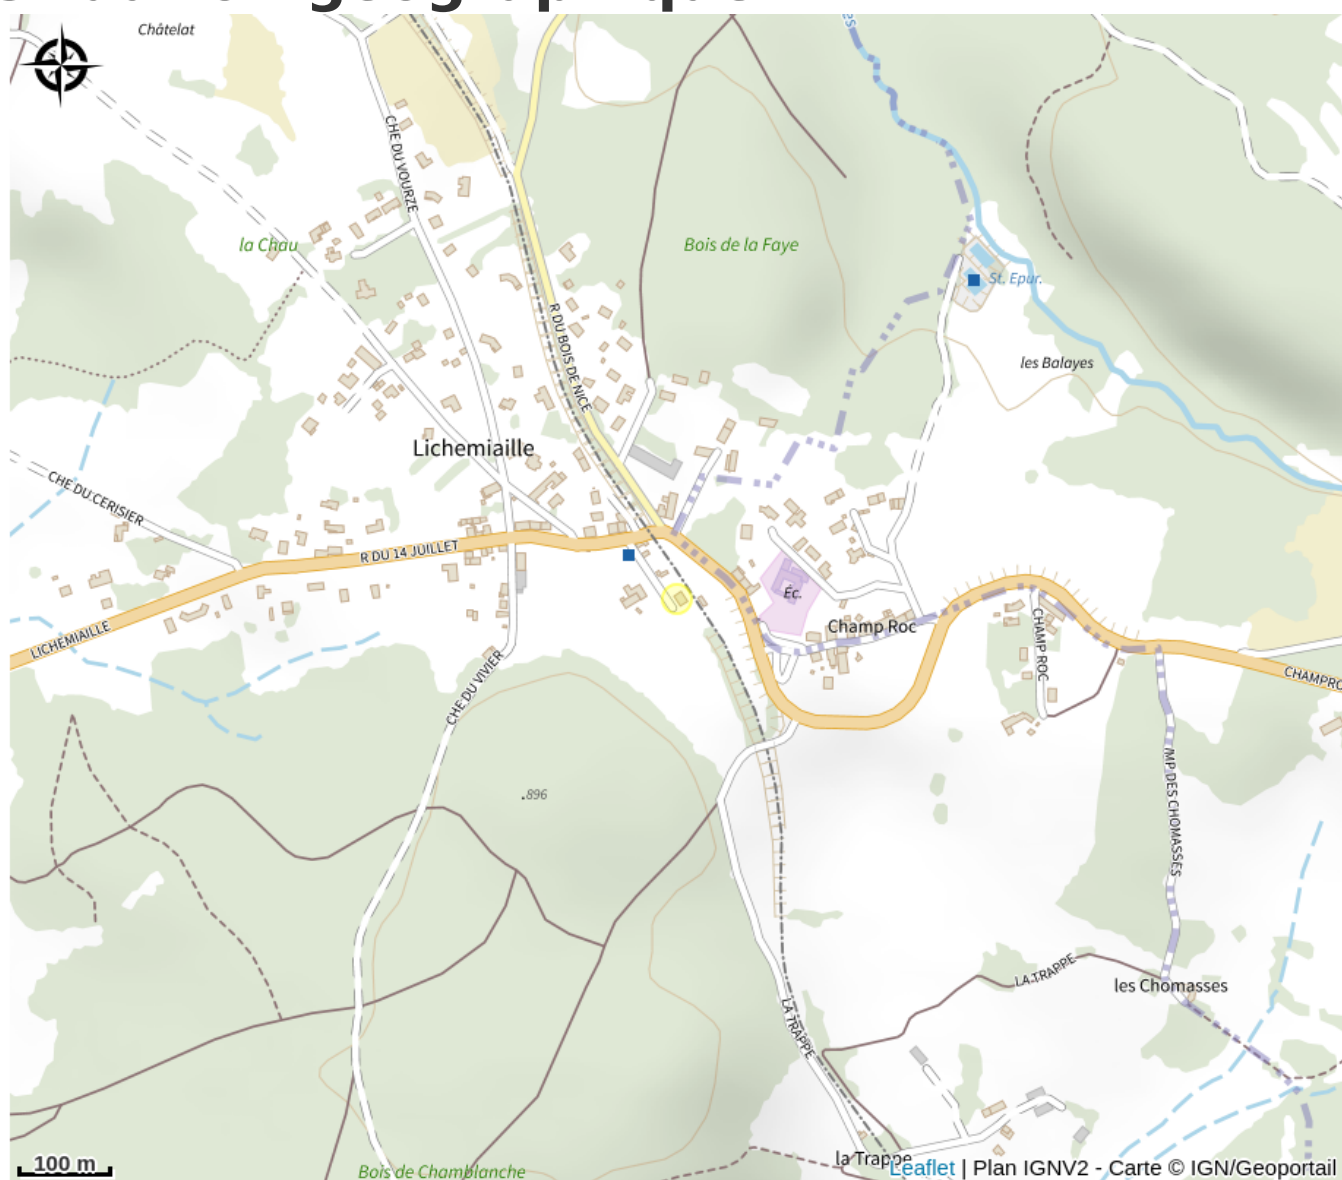 Châtelat
CHE DU VOURZE
la Chau
Bois de la Faye
St. Epur.
les Balayes
R DU BOIS DE NICE
Lichemiaille
CHE DU CERISIER
R DU 14 JUILLET
LICHEMIAILLE
Éc.
Champ Roc
CHAMP ROC
CHAMPRO
CHE DU VIVIER
.896
IMP DES CHOMASSES
LA TRAPPE
les Chomasses
LA TRAPPE
100 m
Bois de Chamblanche
la Trappe
Leaflet | Plan IGNV2 - Carte © IGN/Geoportail